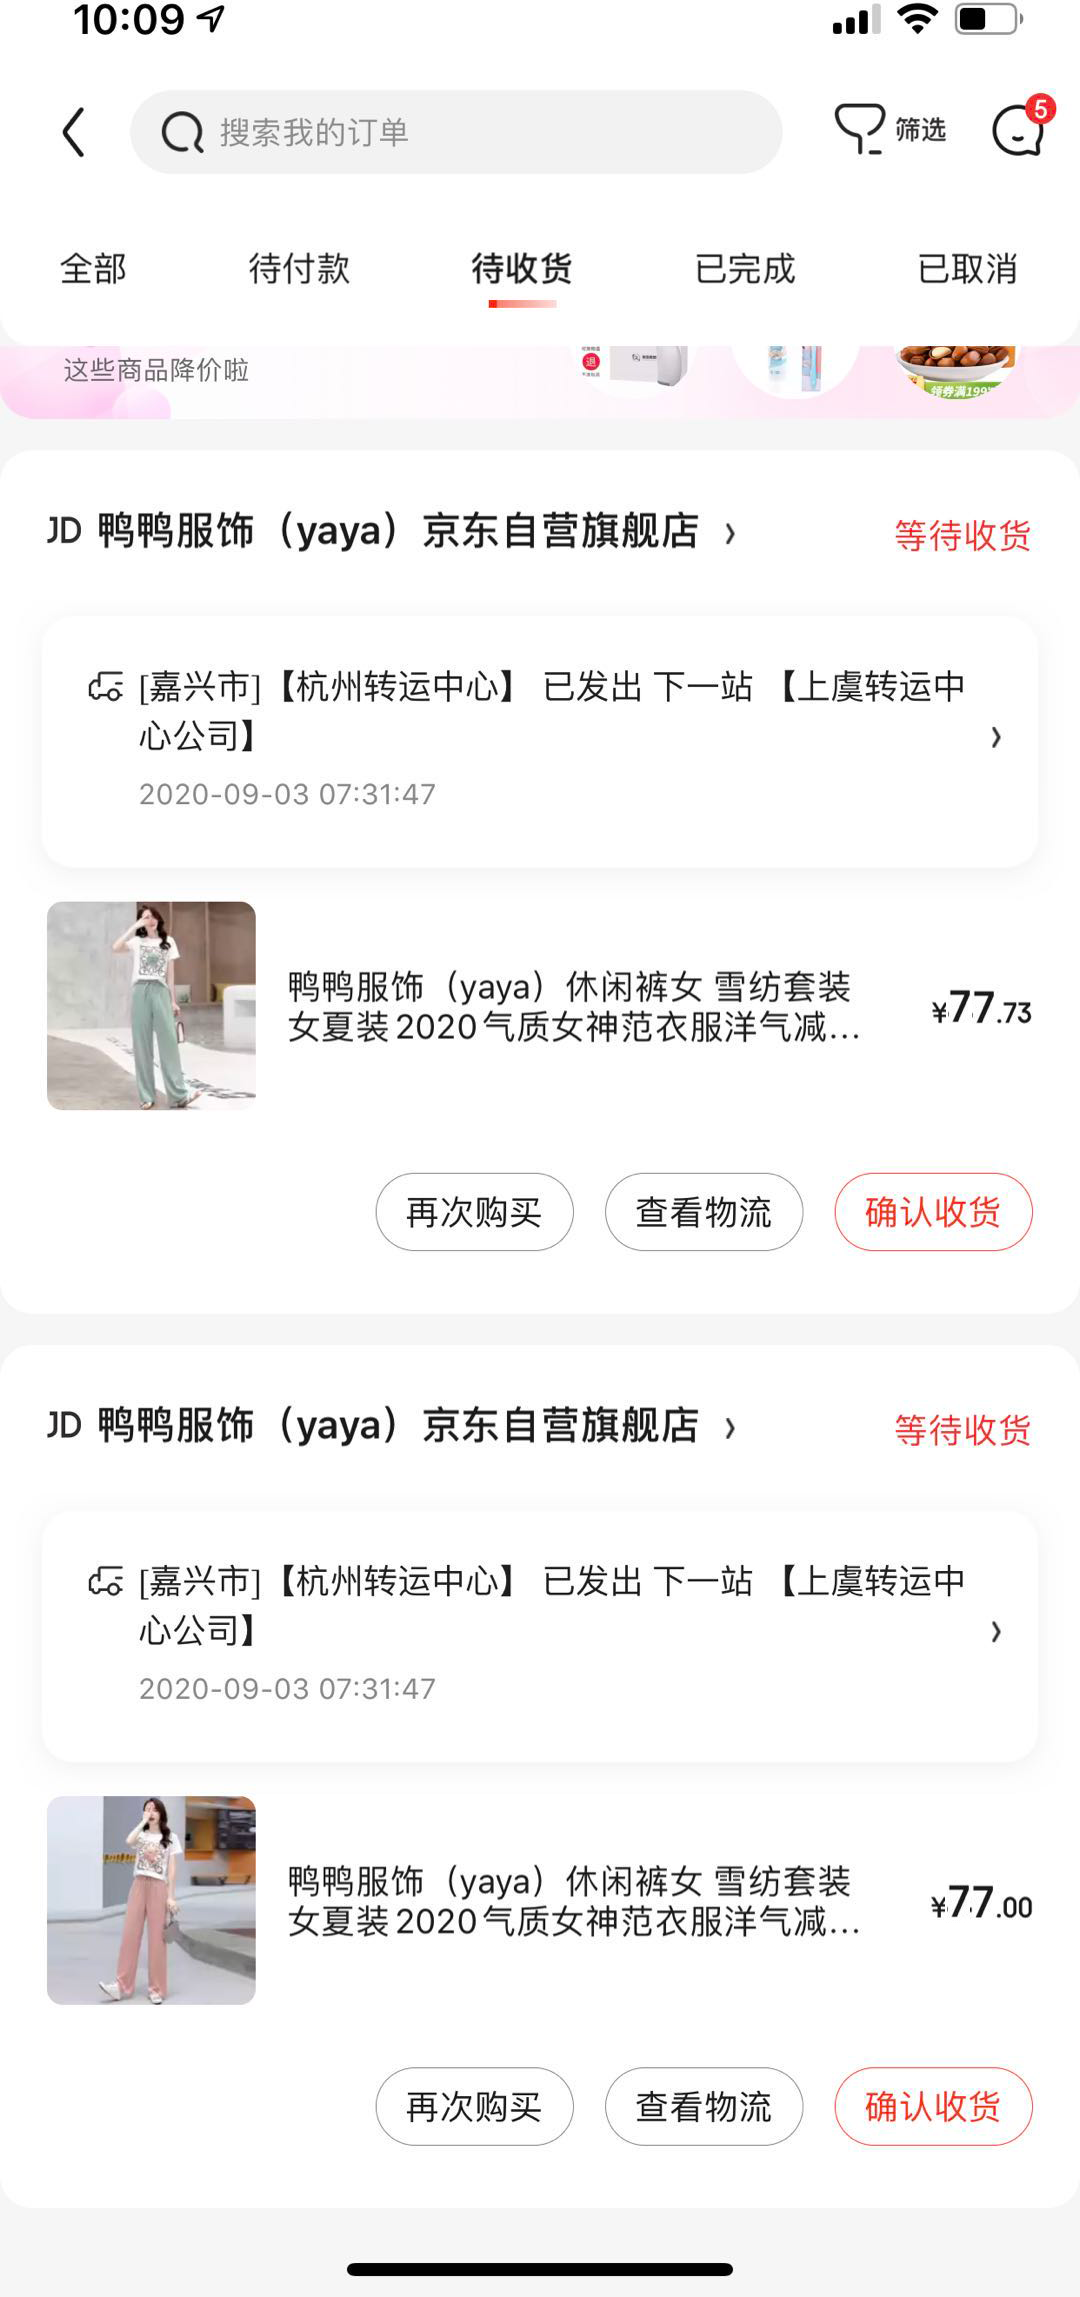 10:09
搜索我的订单
筛选
5
全部
待付款
待收货
已完成
已取消
这些商品降价啦
退
领券满199
JD 鸭鸭服饰（yaya）京东自营旗舰店
等待收货
[嘉兴市]【杭州转运中心】 已发出 下一站 【上虞转运中
心公司】
2020-09-03 07:31:47
鸭鸭服饰（yaya）休闲裤女 雪纺套装
女夏装2020气质女神范衣服洋气减...
¥77.73
再次购买
查看物流
确认收货
JD 鸭鸭服饰（yaya）京东自营旗舰店
等待收货
[嘉兴市]【杭州转运中心】 已发出 下一站 【上虞转运中
心公司】
2020-09-03 07:31:47
鸭鸭服饰（yaya）休闲裤女 雪纺套装
女夏装2020气质女神范衣服洋气减...
¥77.00
再次购买
查看物流
确认收货